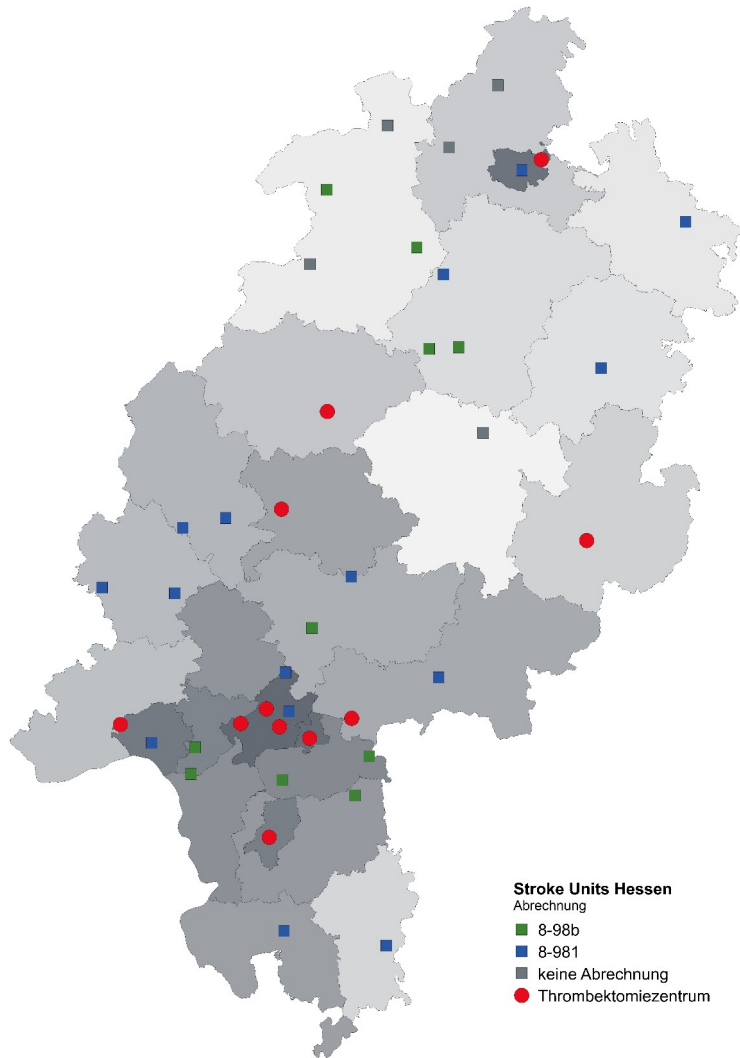 Stroke Units Hessen
Abrechnung
8-98b
8-981
keine Abrechnung
Thrombektomiezentrum